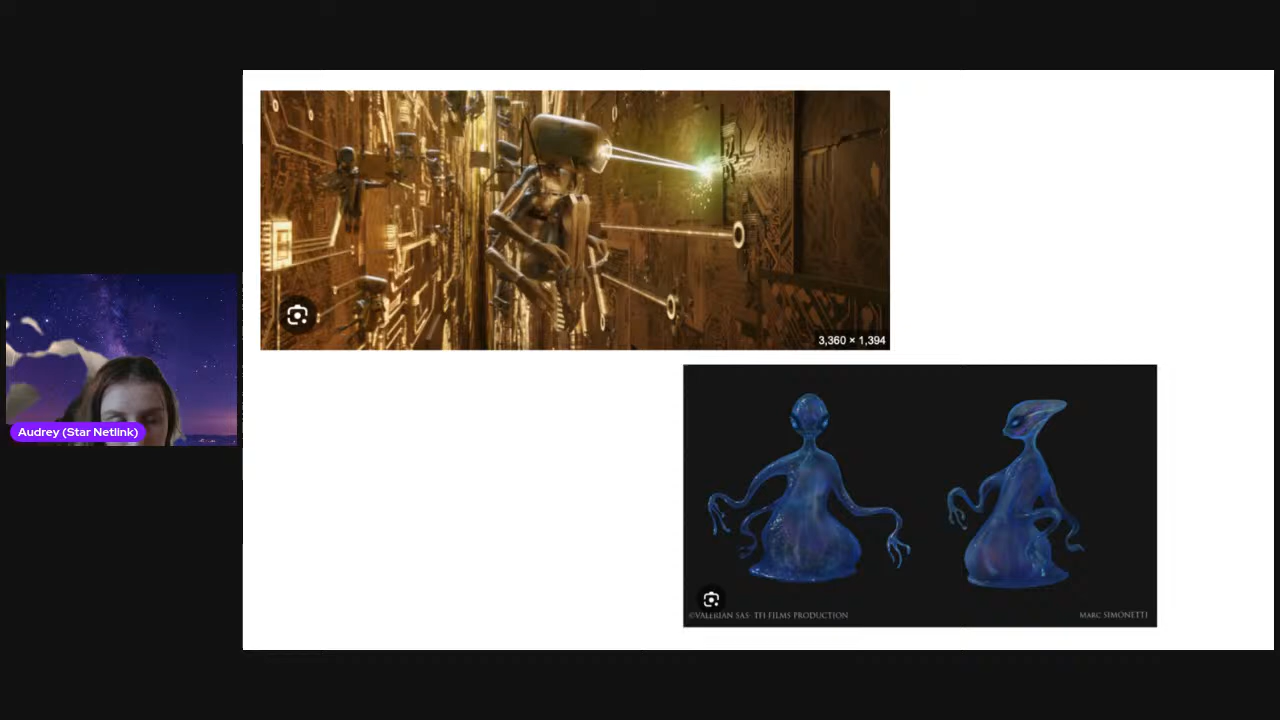 3,360 × 1,394
Audrey (Star Netlink)
©VALERIAN SAS- TF1 FILMS PRODUCTION
MARC SIMONETTI